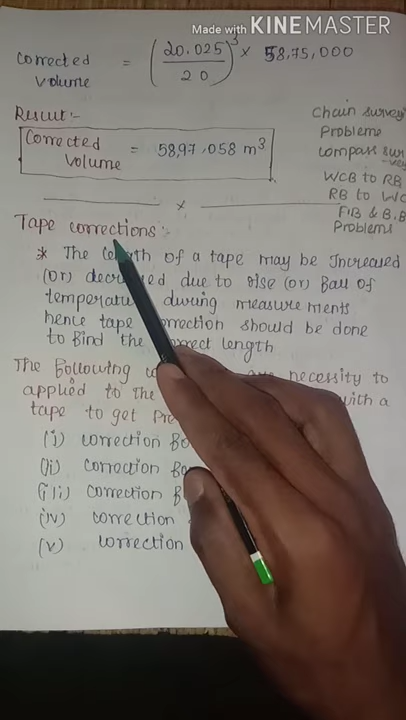 Made with KINEMASTER
Corrected Volume = (20.025 / 20)³ × 58,75,000
Result:-
Corrected Volume = 58,97,058 m³
Chain survey
Problems
compass sur
vey
WCB to RB
RB to WC
FB & B.B
Problems
×
Tape corrections:-
* The length of a tape may be Increased
(or) decreased due to rise (or) fall of
temperature during measurements
hence tape correction should be done
to find the correct length
The following are necessity to
applied to the with a
tape to get
(i) correction
(ii) correction
(iii) correction
(iv) correction
(v) correction